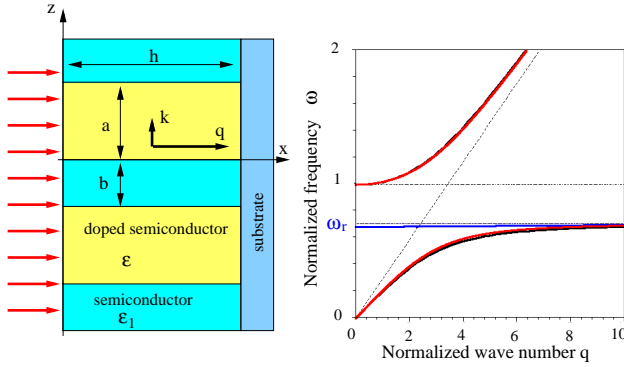 z
h
a
k
q
x
b
doped semiconductor
ε
semiconductor
ε1
substrate
Normalized frequency ω
2
1
ωr
0
0 2 4 6 8 10
Normalized wave number q